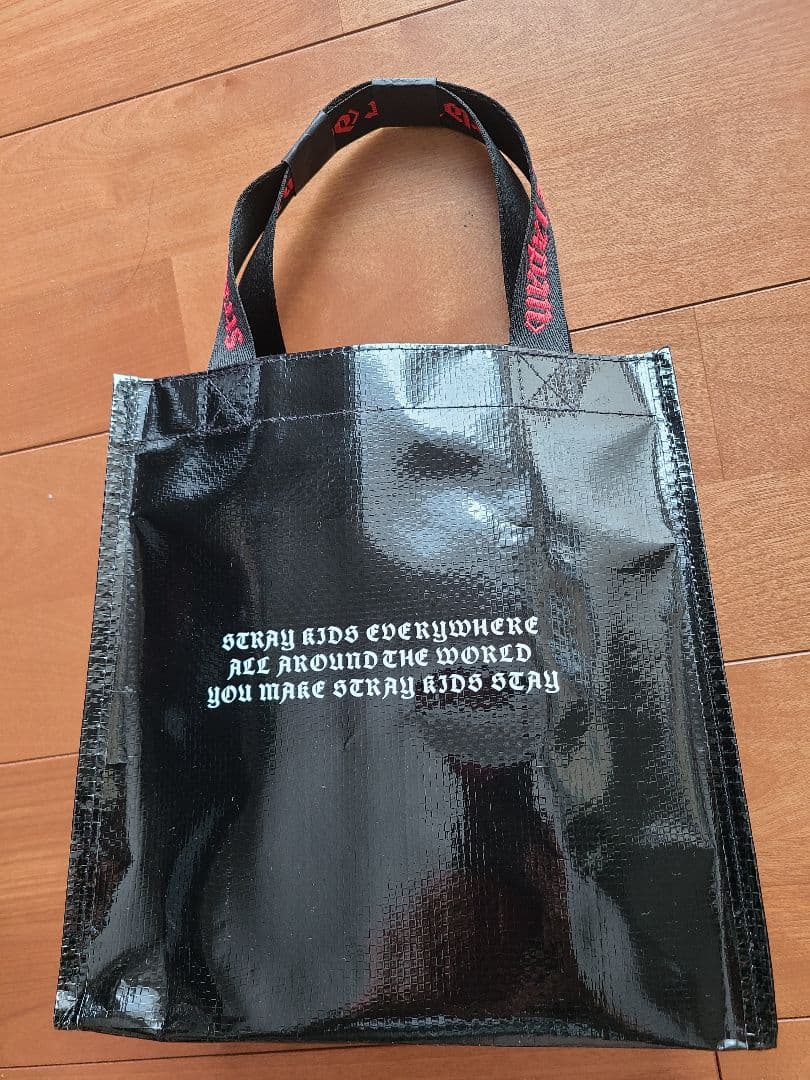 STRAY KIDS EVERYWHERE
ALL AROUND THE WORLD
YOU MAKE STRAY KIDS STAY